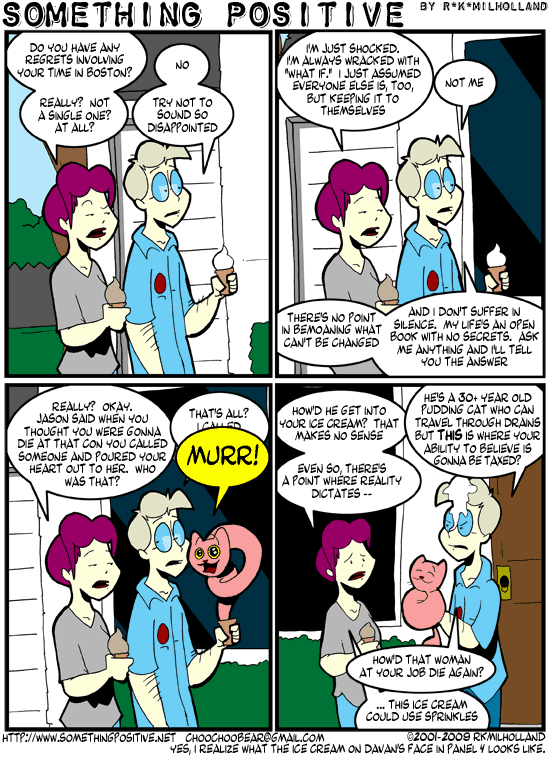 SOMETHING POSITIVE BY R*K*MILHOLLAND
DO YOU HAVE ANY
REGRETS INVOLVING
YOUR TIME IN BOSTON?
NO
REALLY? NOT
A SINGLE ONE?
AT ALL?
TRY NOT TO
SOUND SO
DISAPPOINTED
I'M JUST SHOCKED.
I'M ALWAYS WRACKED WITH
"WHAT IF." I JUST ASSUMED
EVERYONE ELSE IS, TOO,
BUT KEEPING IT TO
THEMSELVES
NOT ME
THERE'S NO POINT
IN BEMOANING WHAT
CAN'T BE CHANGED
AND I DON'T SUFFER IN
SILENCE. MY LIFE'S AN OPEN
BOOK WITH NO SECRETS. ASK
ME ANYTHING AND I'LL TELL
YOU THE ANSWER
REALLY? OKAY.
JASON SAID WHEN YOU
THOUGHT YOU WERE GONNA
DIE AT THAT CON YOU CALLED
SOMEONE AND POURED YOUR
HEART OUT TO HER. WHO
WAS THAT?
THAT'S ALL?
I CALLED
MURR!
HOW'D HE GET INTO
YOUR ICE CREAM? THAT
MAKES NO SENSE
EVEN SO, THERE'S
A POINT WHERE REALITY
DICTATES --
HE'S A 30+ YEAR OLD
PUDDING CAT WHO CAN
TRAVEL THROUGH DRAINS
BUT THIS IS WHERE YOUR
ABILITY TO BELIEVE IS
GONNA BE TAXED?
HOW'D THAT WOMAN
AT YOUR JOB DIE AGAIN?
... THIS ICE CREAM
COULD USE SPRINKLES
HTTP://WWW.SOMETHINGPOSITIVE.NET CHOOCHOOBEAR@GMAIL.COM ©2001-2009 RKMILHOLLAND
YES, I REALIZE WHAT THE ICE CREAM ON DAVAN'S FACE IN PANEL 4 LOOKS LIKE.